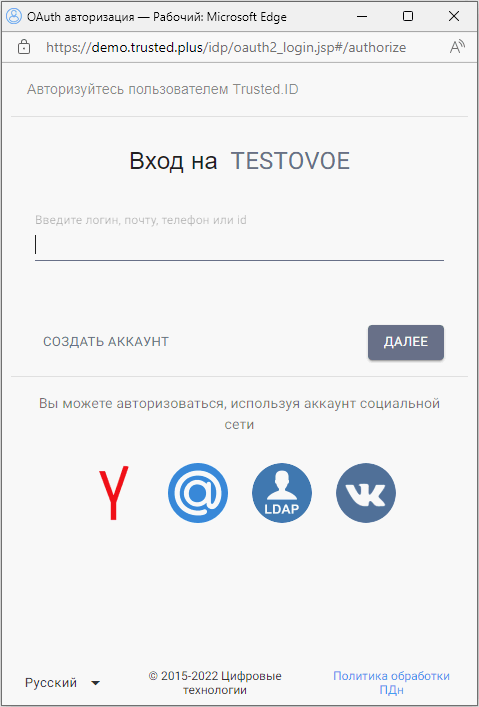 OAuth авторизация — Рабочий: Microsoft Edge
https://demo.trusted.plus/idp/oauth2_login.jsp#/authorize
Авторизуйтесь пользователем Trusted.ID
Вход на TESTOVOE
Введите логин, почту, телефон или id
СОЗДАТЬ АККАУНТ
ДАЛЕЕ
Вы можете авторизоваться, используя аккаунт социальной
сети
LDAP
Русский
© 2015-2022 Цифровые
технологии
Политика обработки
ПДн